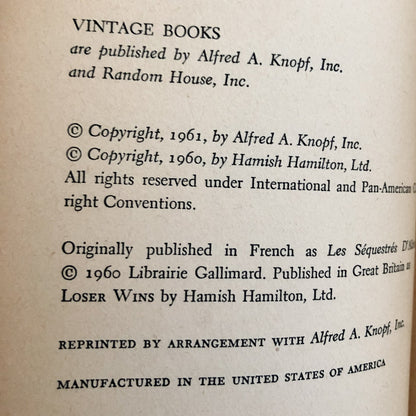 VINTAGE BOOKS
are published by Alfred A. Knopf, Inc.
and Random House, Inc.
© Copyright, 1961, by Alfred A. Knopf, Inc.
© Copyright, 1960, by Hamish Hamilton, Ltd.
All rights reserved under International and Pan-American
right Conventions.
Originally published in French as Les Séquestrés
© 1960 Librairie Gallimard. Published in Great Britain as
LOSER WINS by Hamish Hamilton, Ltd.
REPRINTED BY ARRANGEMENT WITH Alfred A. Knopf, Inc.
MANUFACTURED IN THE UNITED STATES OF AMERICA